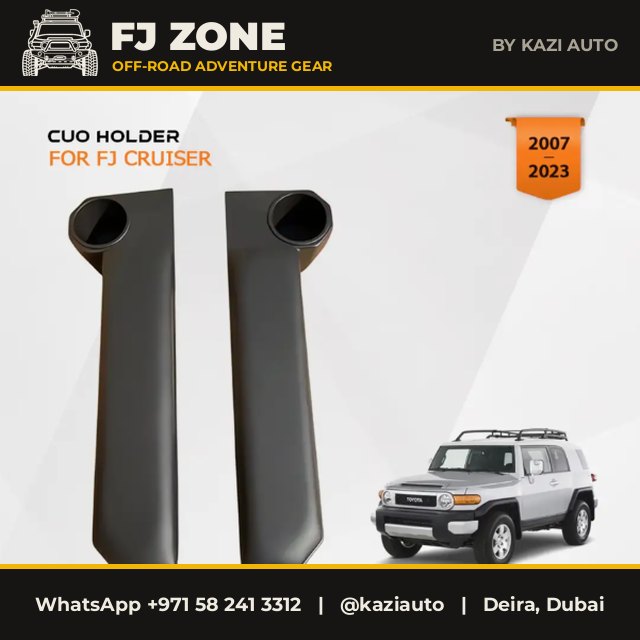 FJ ZONE
OFF-ROAD ADVENTURE GEAR
BY KAZI AUTO
CUO HOLDER
FOR FJ CRUISER
2007
—
2023
TOYOTA
WhatsApp +971 58 241 3312 | @kaziauto | Deira, Dubai